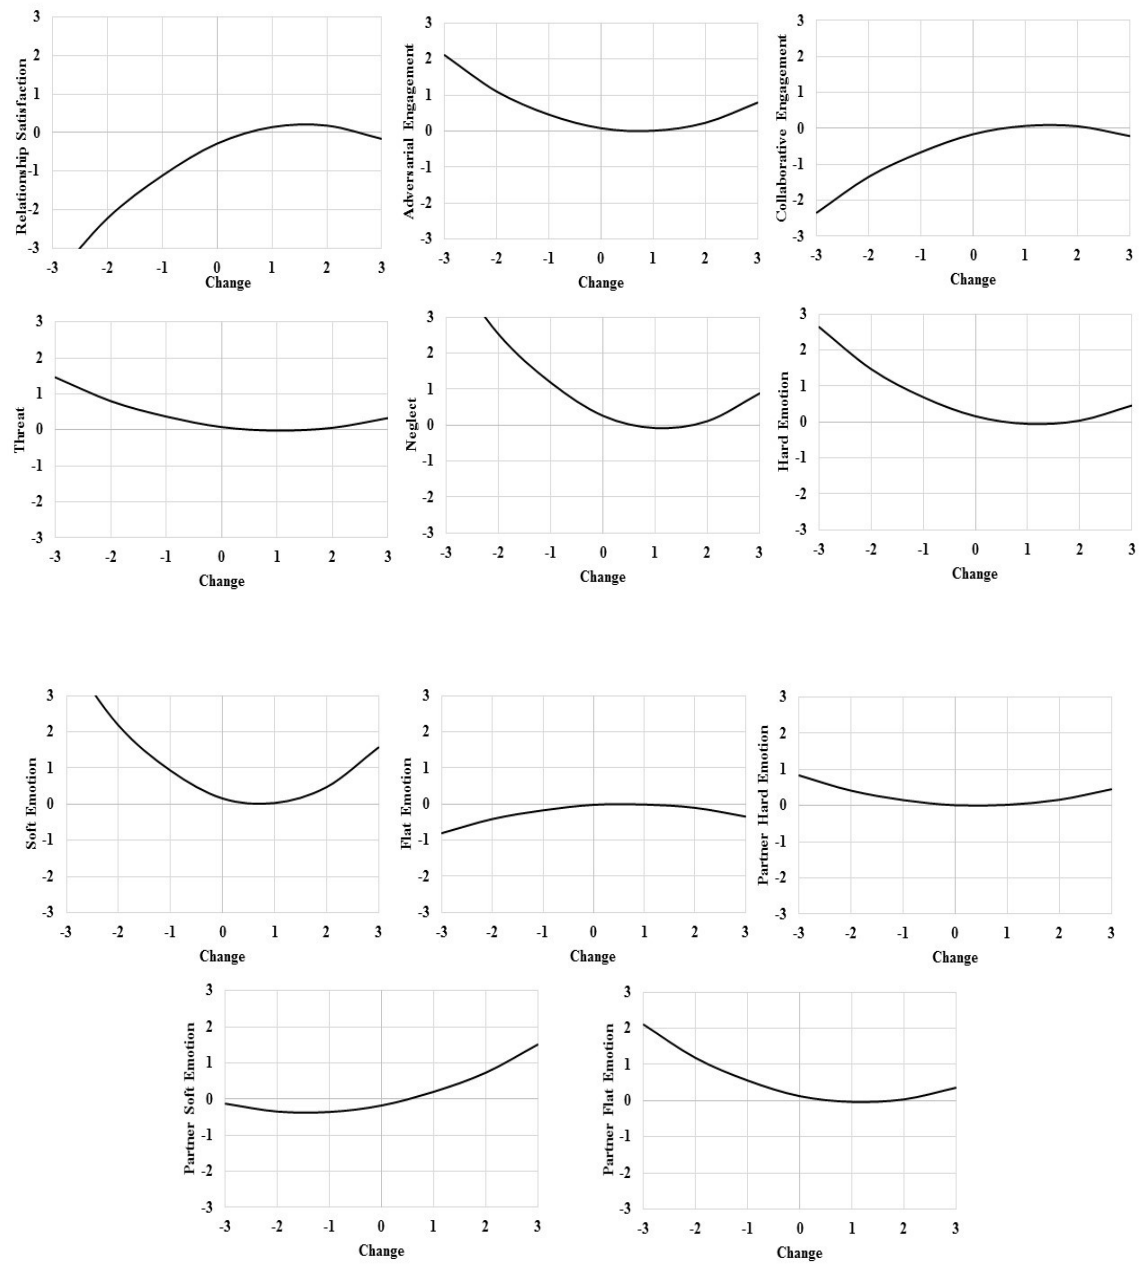 3
2
1
0
-1
-2
-3
-3 -2 -1 0 1 2 3
Relationship Satisfaction
Change
3
2
1
0
-1
-2
-3
-3 -2 -1 0 1 2 3
Adversarial Engagement
Change
3
2
1
0
-1
-2
-3
-3 -2 -1 0 1 2 3
Collaborative Engagement
Change
3
2
1
0
-1
-2
-3
-3 -2 -1 0 1 2 3
Threat
Change
3
2
1
0
-1
-2
-3
-3 -2 -1 0 1 2 3
Neglect
Change
3
2
1
0
-1
-2
-3
-3 -2 -1 0 1 2 3
Hard Emotion
Change
3
2
1
0
-1
-2
-3
-3 -2 -1 0 1 2 3
Soft Emotion
Change
3
2
1
0
-1
-2
-3
-3 -2 -1 0 1 2 3
Flat Emotion
Change
3
2
1
0
-1
-2
-3
-3 -2 -1 0 1 2 3
Partner Hard Emotion
Change
3
2
1
0
-1
-2
-3
-3 -2 -1 0 1 2 3
Partner Soft Emotion
Change
3
2
1
0
-1
-2
-3
-3 -2 -1 0 1 2 3
Partner Flat Emotion
Change